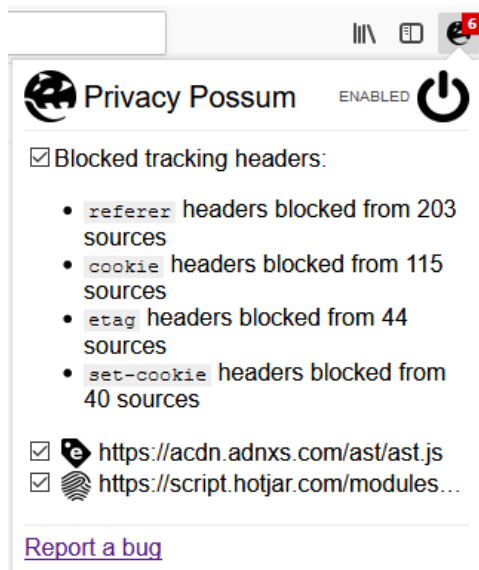 6
Privacy Possum ENABLED
Blocked tracking headers:
referer headers blocked from 203
sources
cookie headers blocked from 115
sources
etag headers blocked from 44
sources
set-cookie headers blocked from
40 sources
e https://acdn.adnxs.com/ast/ast.js
https://script.hotjar.com/modules…
Report a bug